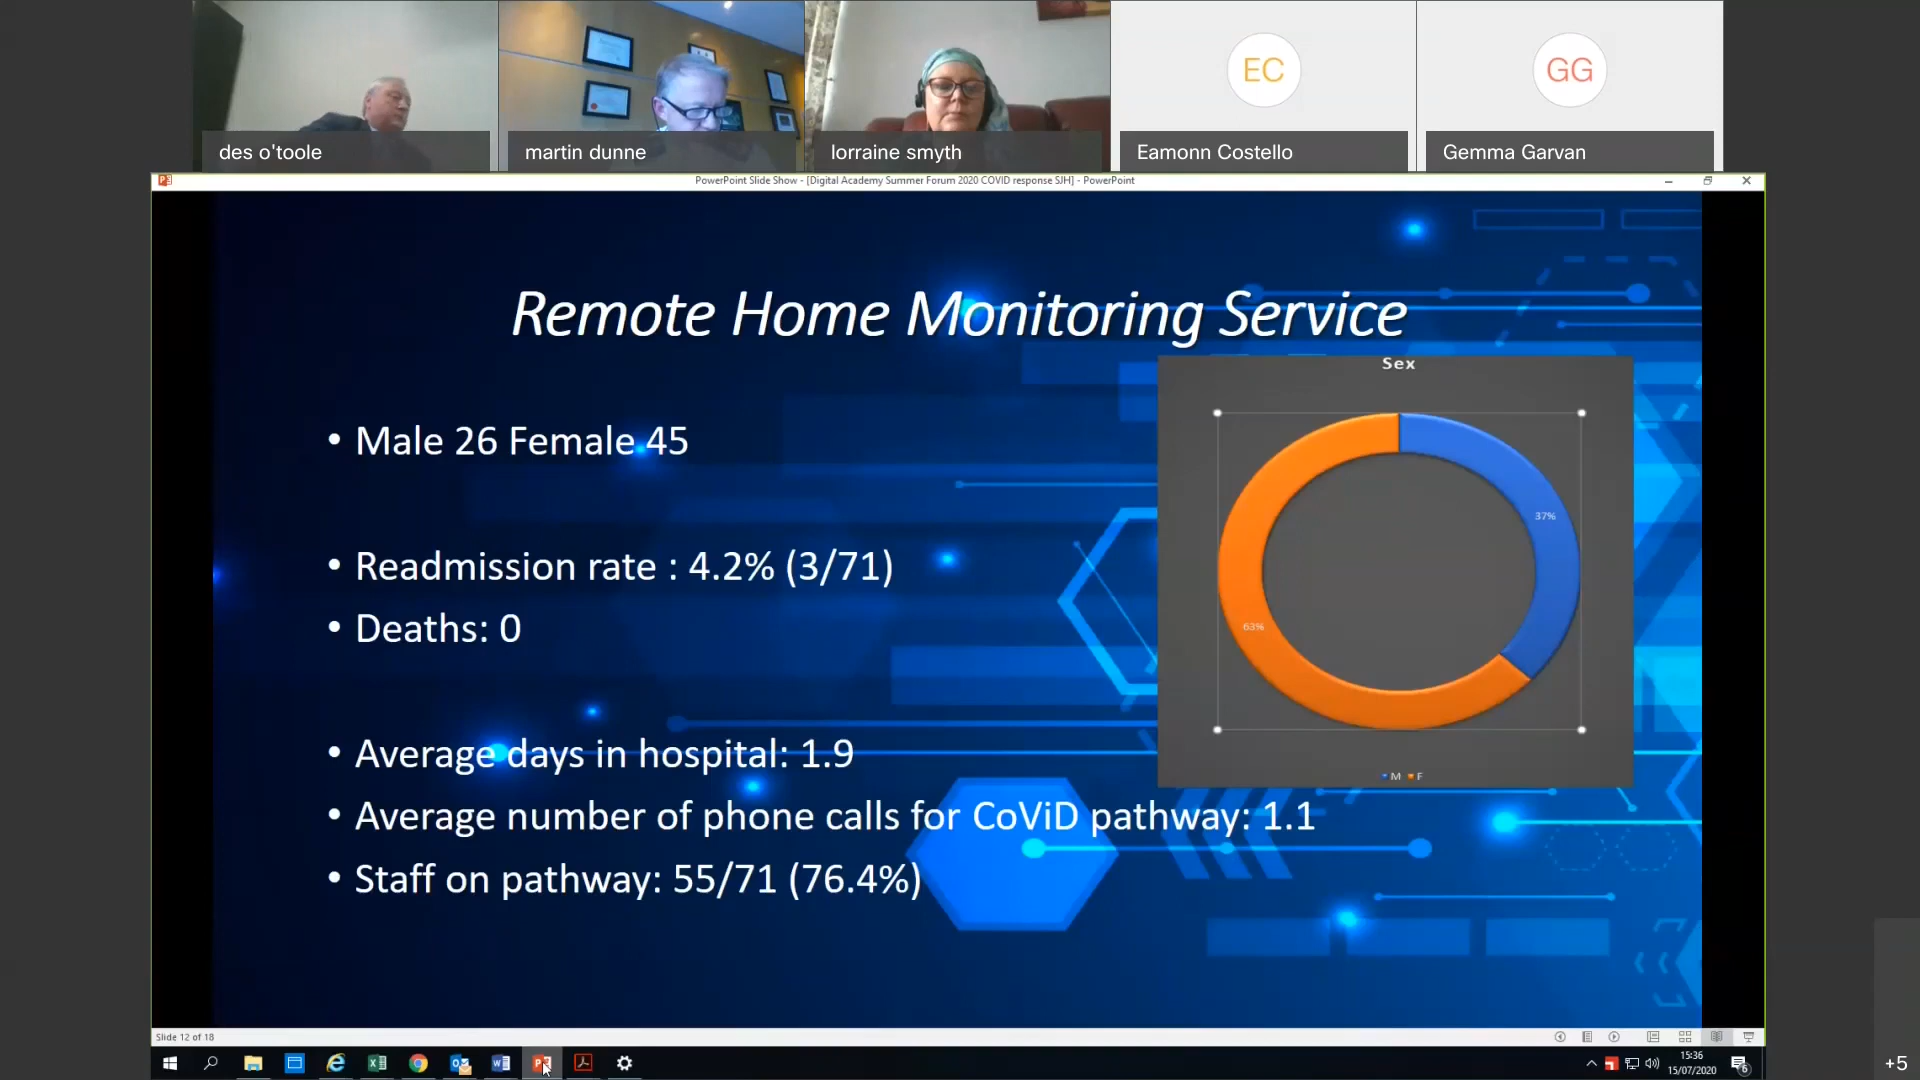 EC
GG
des o'toole
martin dunne
lorraine smyth
Eamonn Costello
Gemma Garvan
PowerPoint Slide Show - [Digital Academy Summer Forum 2020 COVID response SJH] - PowerPoint
Remote Home Monitoring Service
Sex
• Male 26 Female 45
37%
• Readmission rate : 4.2% (3/71)
• Deaths: 0
63%
• Average days in hospital: 1.9
M F
• Average number of phone calls for CoViD pathway: 1.1
• Staff on pathway: 55/71 (76.4%)
Slide 12 of 18
15:36
15/07/2020
6
+5